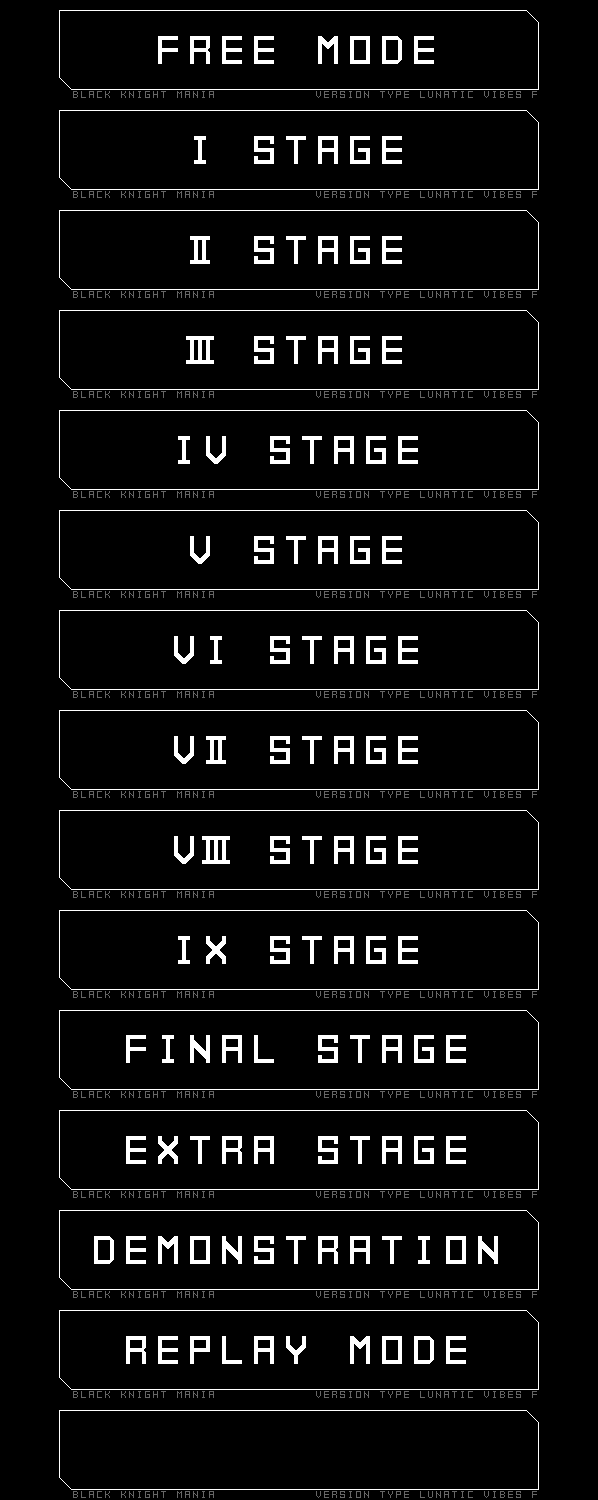 FREE MODE
BLACK KNIGHT MANIA VERSION TYPE LUNATIC VIBES F
I STAGE
BLACK KNIGHT MANIA VERSION TYPE LUNATIC VIBES F
II STAGE
BLACK KNIGHT MANIA VERSION TYPE LUNATIC VIBES F
III STAGE
BLACK KNIGHT MANIA VERSION TYPE LUNATIC VIBES F
IV STAGE
BLACK KNIGHT MANIA VERSION TYPE LUNATIC VIBES F
V STAGE
BLACK KNIGHT MANIA VERSION TYPE LUNATIC VIBES F
VI STAGE
BLACK KNIGHT MANIA VERSION TYPE LUNATIC VIBES F
VII STAGE
BLACK KNIGHT MANIA VERSION TYPE LUNATIC VIBES F
VIII STAGE
BLACK KNIGHT MANIA VERSION TYPE LUNATIC VIBES F
IX STAGE
BLACK KNIGHT MANIA VERSION TYPE LUNATIC VIBES F
FINAL STAGE
BLACK KNIGHT MANIA VERSION TYPE LUNATIC VIBES F
EXTRA STAGE
BLACK KNIGHT MANIA VERSION TYPE LUNATIC VIBES F
DEMONSTRATION
BLACK KNIGHT MANIA VERSION TYPE LUNATIC VIBES F
REPLAY MODE
BLACK KNIGHT MANIA VERSION TYPE LUNATIC VIBES F
BLACK KNIGHT MANIA VERSION TYPE LUNATIC VIBES F